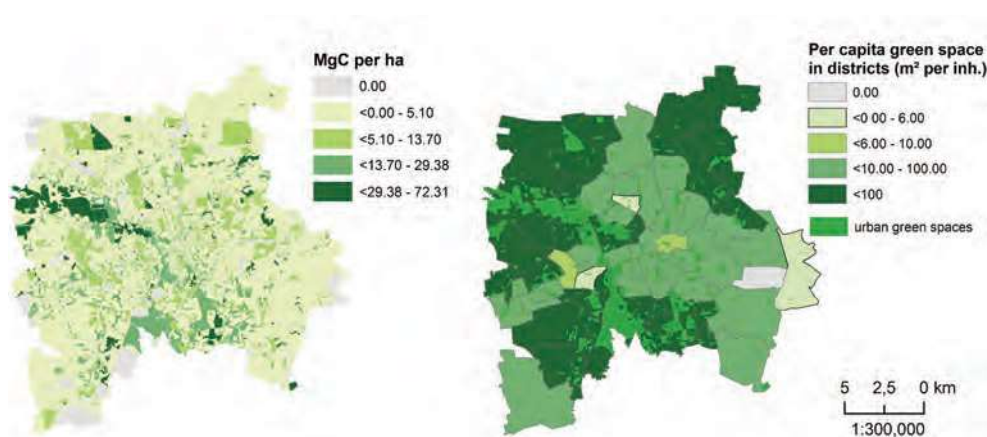 MgC per ha
0.00
<0.00 - 5.10
<5.10 - 13.70
<13.70 - 29.38
<29.38 - 72.31
Per capita green space
in districts (m² per inh.)
0.00
<0 00 - 6.00
<6.00 - 10.00
<10.00 - 100.00
<100
urban green spaces
5 2,5 0 km
1:300,000